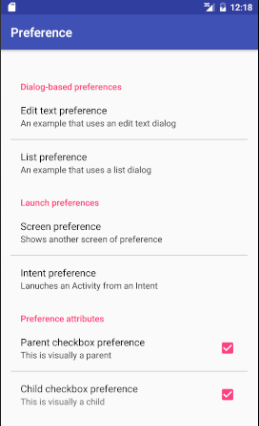 12:18
Preference
Dialog-based preferences
Edit text preference
An example that uses an edit text dialog
List preference
An example that uses a list dialog
Launch preferences
Screen preference
Shows another screen of preference
Intent preference
Lanuches an Activity from an Intent
Preference attributes
Parent checkbox preference
This is visually a parent
Child checkbox preference
This is visually a child